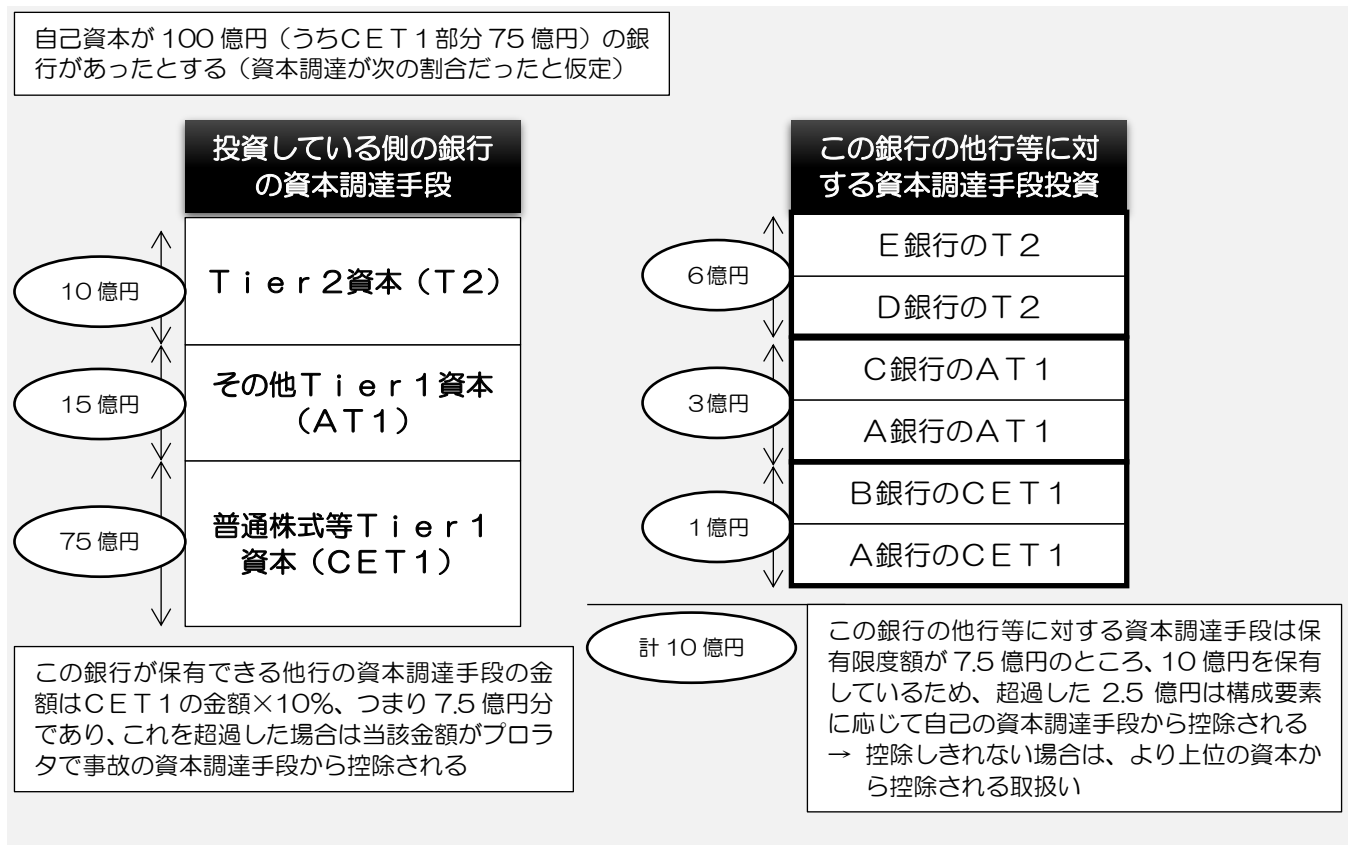 自己資本が 100 億円（うちＣＥＴ１部分 75 億円）の銀
行があったとする（資本調達が次の割合だったと仮定）
投資している側の銀行
の資本調達手段
10 億円
Ｔｉｅｒ２資本（Ｔ２）
15 億円
その他Ｔｉｅｒ１資本
（ＡＴ１）
75 億円
普通株式等Ｔｉｅｒ１
資本（ＣＥＴ１）
この銀行が保有できる他行の資本調達手段の金
額はＣＥＴ１の金額×10％、つまり 7.5 億円分
であり、これを超過した場合は当該金額がプロラ
タで事故の資本調達手段から控除される
この銀行の他行等に対
する資本調達手段投資
6 億円
Ｅ銀行のＴ２
Ｄ銀行のＴ２
3 億円
Ｃ銀行のＡＴ１
Ａ銀行のＡＴ１
1 億円
Ｂ銀行のＣＥＴ１
Ａ銀行のＣＥＴ１
計 10 億円
この銀行の他行等に対する資本調達手段は保
有限度額が 7.5 億円のところ、10 億円を保有
しているため、超過した 2.5 億円は構成要素
に応じて自己の資本調達手段から控除される
→ 控除しきれない場合は、より上位の資本か
ら控除される取扱い